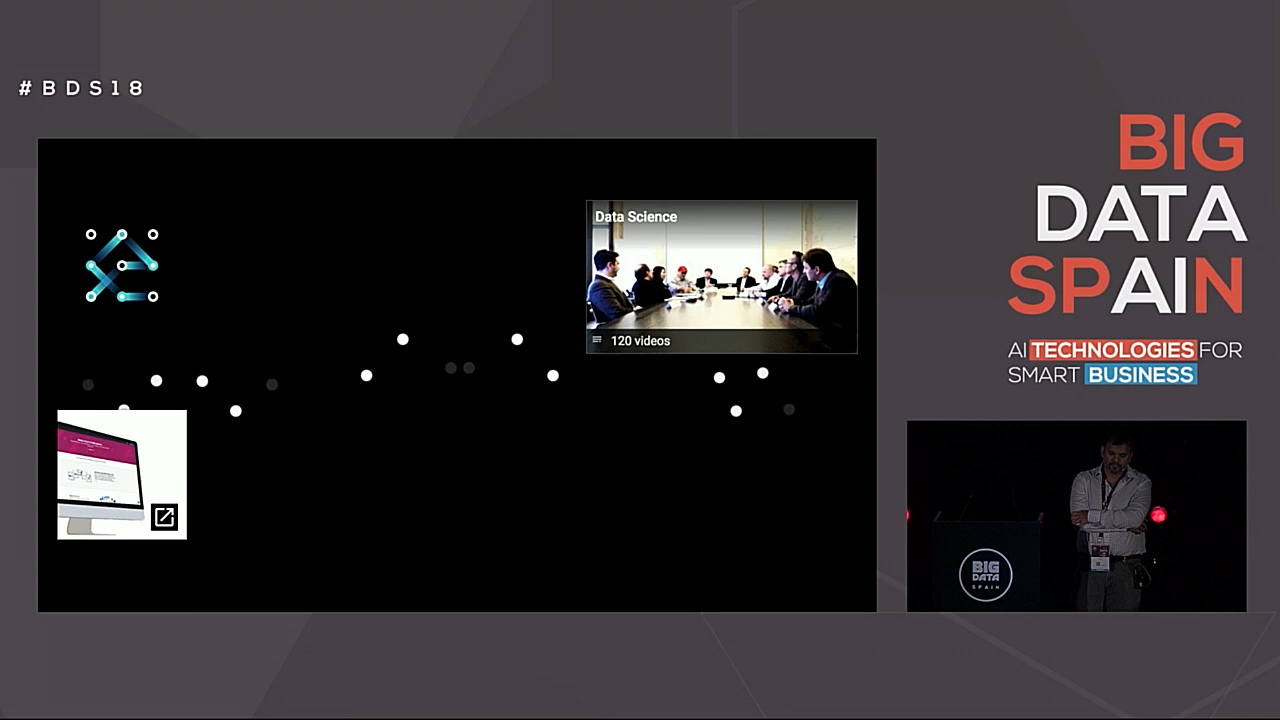 #BDS18
BIG
DATA
SPAIN
AI TECHNOLOGIES FOR
SMART BUSINESS
Data Science
120 videos
BIG
DATA
SPAIN